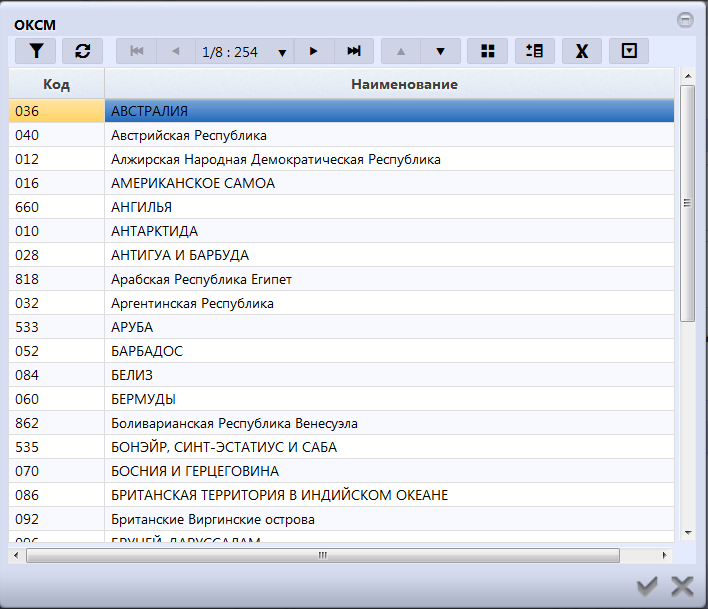 ОКСМ
1/8 : 254
X
Код Наименование
036 АВСТРАЛИЯ
040 Австрийская Республика
012 Алжирская Народная Демократическая Республика
016 АМЕРИКАНСКОЕ САМОА
660 АНГИЛЬЯ
010 АНТАРКТИДА
028 АНТИГУА И БАРБУДА
818 Арабская Республика Египет
032 Аргентинская Республика
533 АРУБА
052 БАРБАДОС
084 БЕЛИЗ
060 БЕРМУДЫ
862 Боливарианская Республика Венесуэла
535 БОНЭЙР, СИНТ-ЭСТАТИУС И САБА
070 БОСНИЯ И ГЕРЦЕГОВИНА
086 БРИТАНСКАЯ ТЕРРИТОРИЯ В ИНДИЙСКОМ ОКЕАНЕ
092 Британские Виргинские острова
096 БРУНЕЙ-ДАРУССАЛАМ